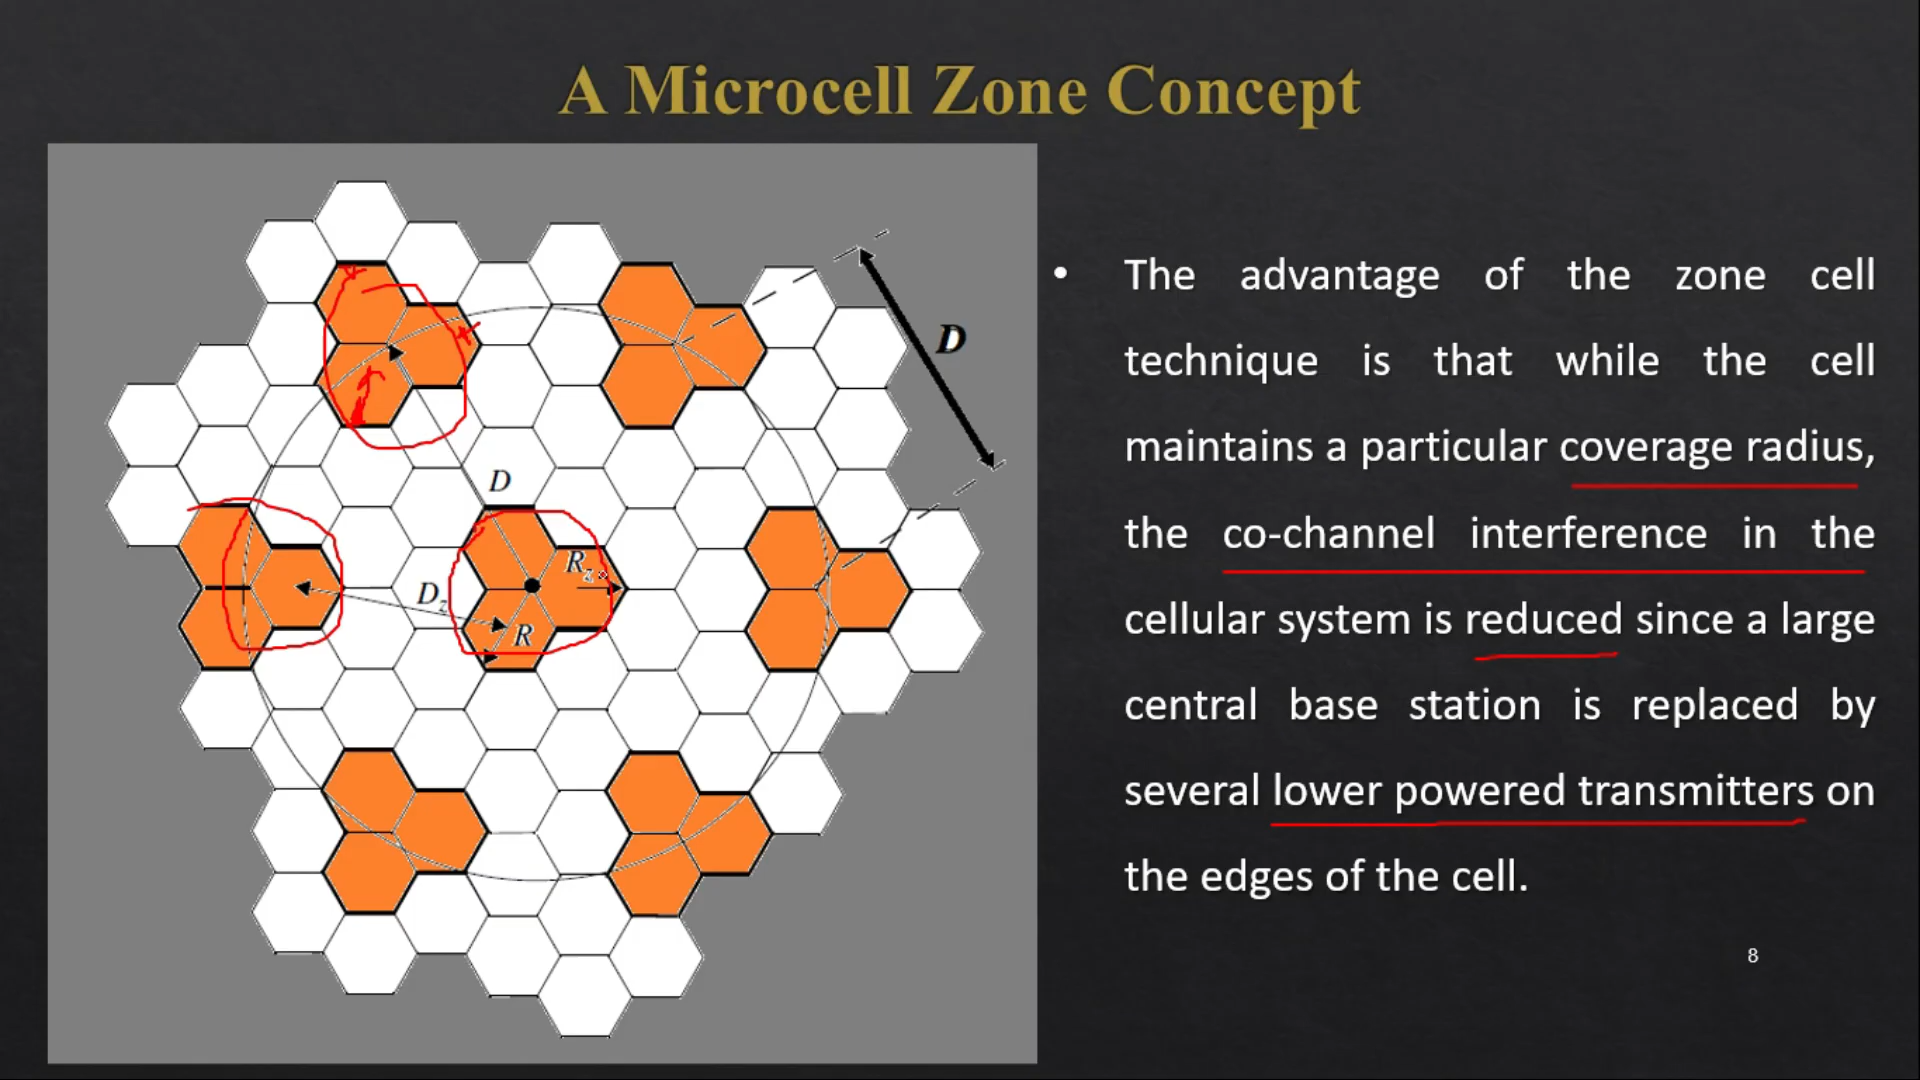 A Microcell Zone Concept
D
D
R_z
D_z
R
• The advantage of the zone cell
technique is that while the cell
maintains a particular coverage radius,
the co-channel interference in the
cellular system is reduced since a large
central base station is replaced by
several lower powered transmitters on
the edges of the cell.
8